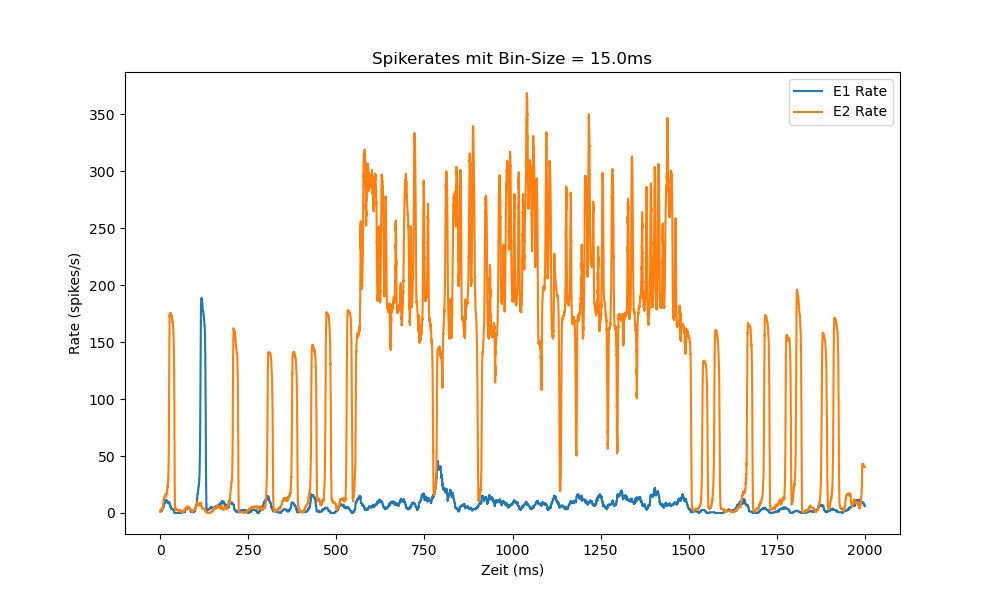 Spikerates mit Bin-Size = 15.0ms
E1 Rate
E2 Rate
350
300
250
200
150
100
50
0
Rate (spikes/s)
0 250 500 750 1000 1250 1500 1750 2000
Zeit (ms)